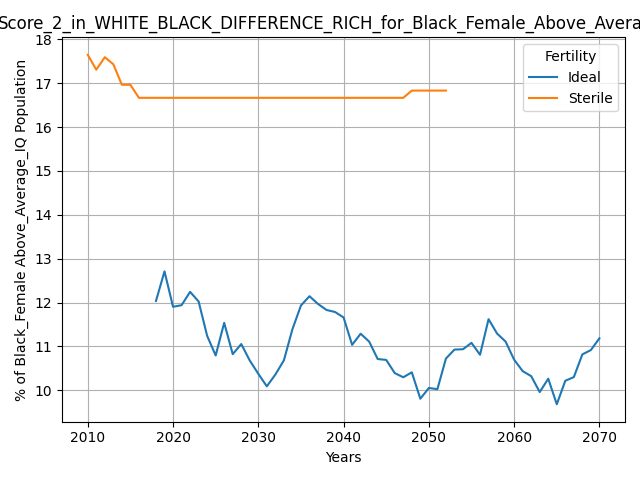 Score_2_in_WHITE_BLACK_DIFFERENCE_RICH_for_Black_Female_Above_Avera
18
17
16
15
14
13
12
11
10
% of Black_Female Above_Average_IQ Population
Fertility
Ideal
Sterile
2010 2020 2030 2040 2050 2060 2070
Years